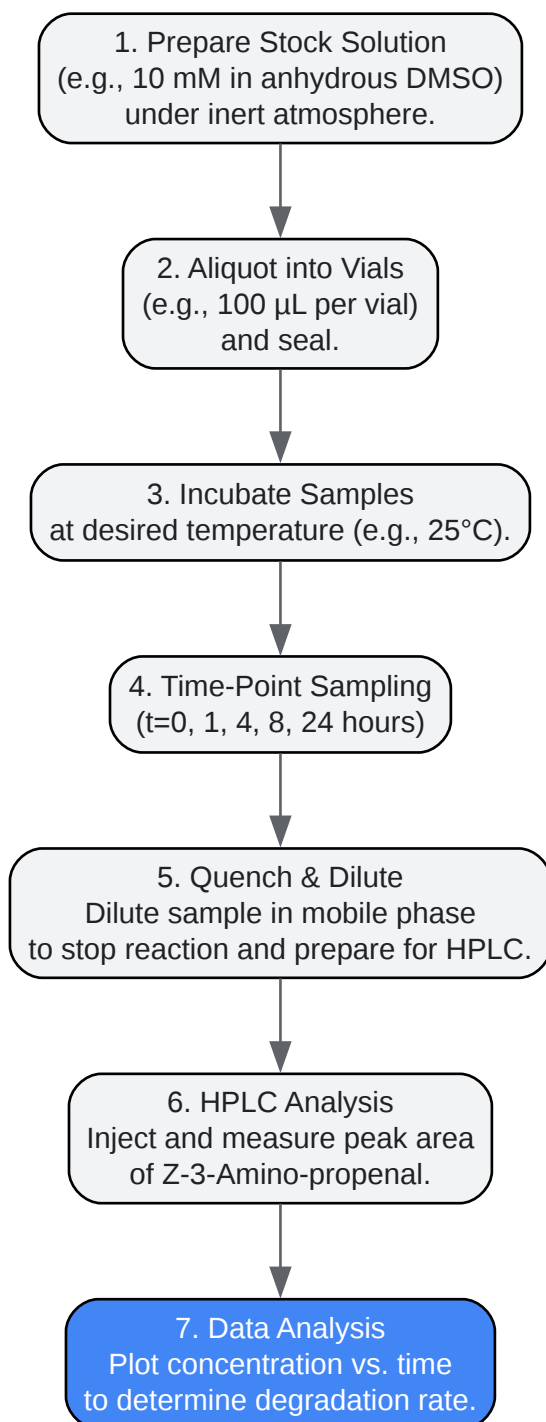 1. Prepare Stock Solution
(e.g., 10 mM in anhydrous DMSO)
under inert atmosphere.
2. Aliquot into Vials
(e.g., 100 µL per vial)
and seal.
3. Incubate Samples
at desired temperature (e.g., 25°C).
4. Time-Point Sampling
(t=0, 1, 4, 8, 24 hours)
5. Quench & Dilute
Dilute sample in mobile phase
to stop reaction and prepare for HPLC.
6. HPLC Analysis
Inject and measure peak area
of Z-3-Amino-propenal.
7. Data Analysis
Plot concentration vs. time
to determine degradation rate.